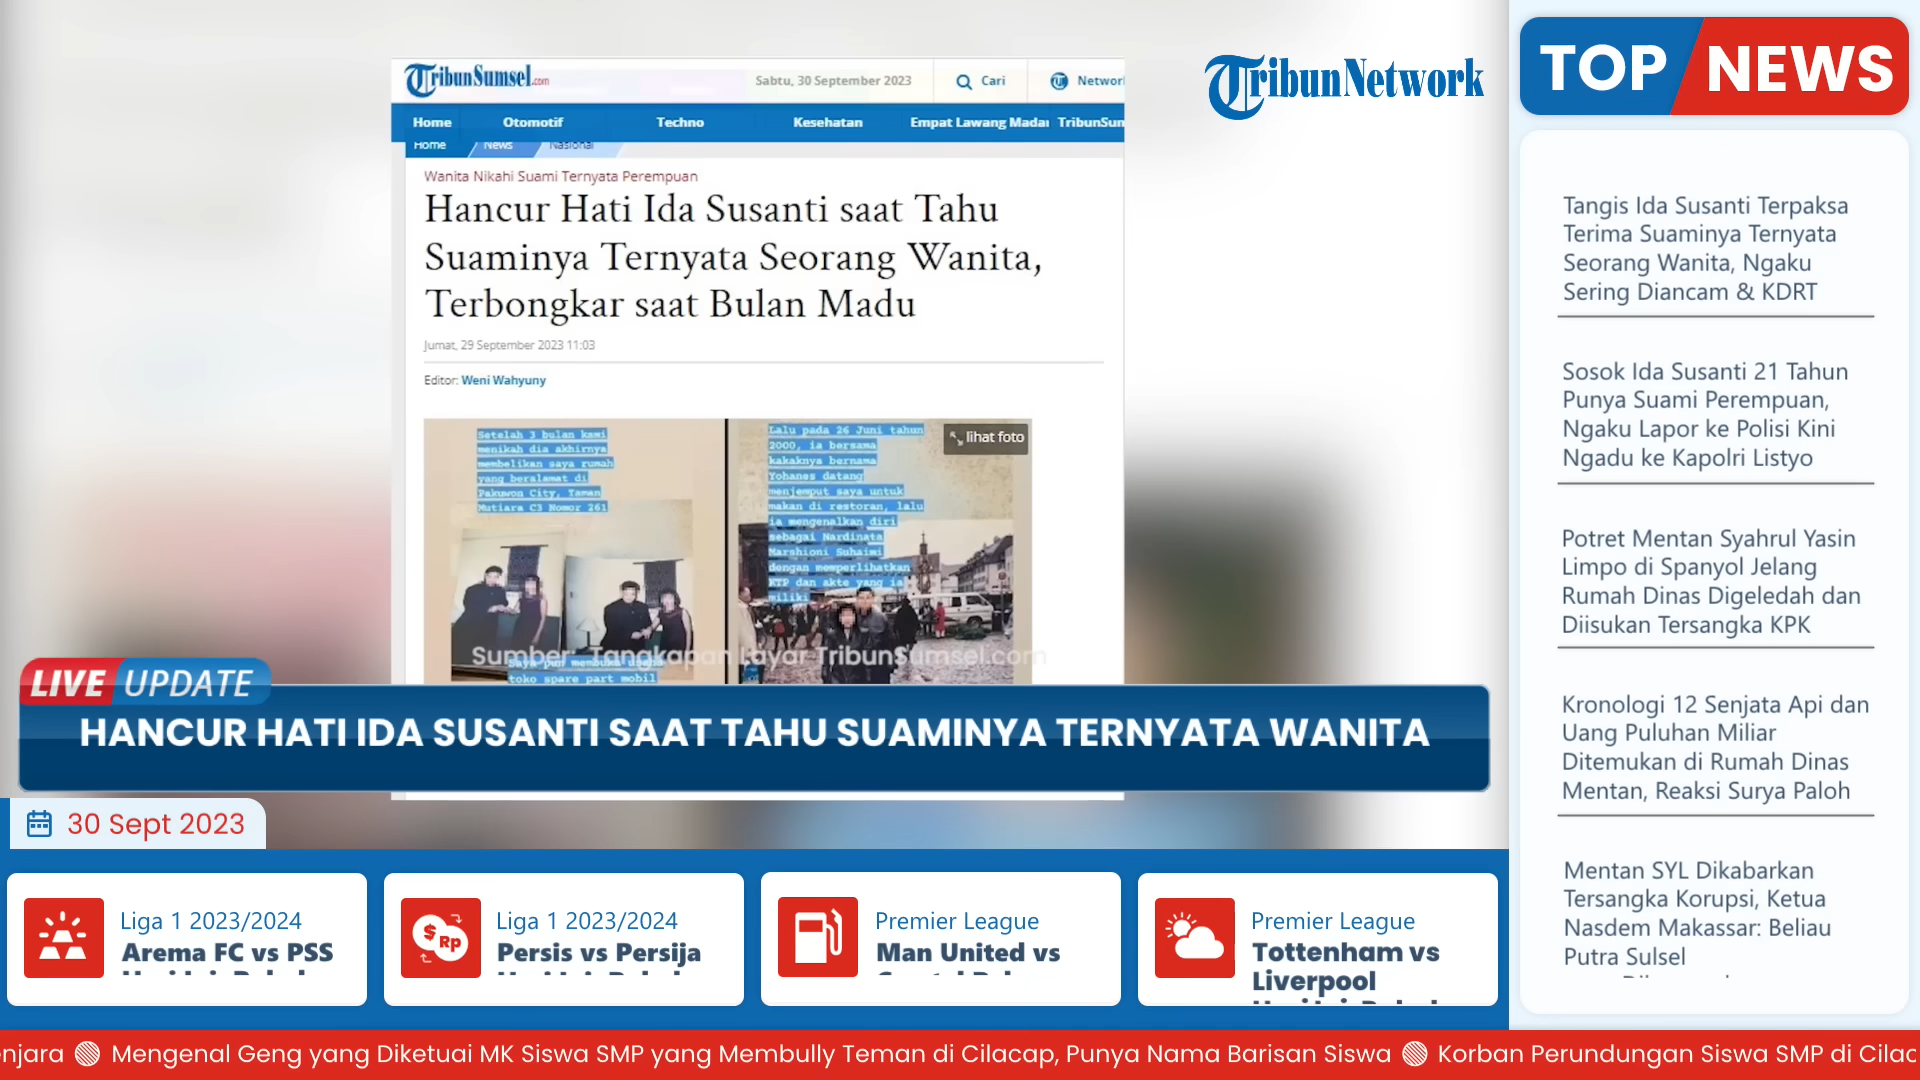 TribunSumsel.com
Sabtu, 30 September 2023
Cari
Networ
Home
Otomotif
Techno
Kesehatan
Empat Lawang Madai
TribunSun
Home
News
Nasional
Wanita Nikahi Suami Ternyata Perempuan
Hancur Hati Ida Susanti saat Tahu
Suaminya Ternyata Seorang Wanita,
Terbongkar saat Bulan Madu
Jumat, 29 September 2023 11:03
Editor: Weni Wahyuny
Setelah 3 bulan kami
menikah dia akhirnya
membelikan saya rumah
yang beralamat di
Pakuwon City, Taman
Mutiara C3 Nomor 261
Saya pun membuka usaha
toko spare part mobil
Lalu pada 26 Juni tahun
2000, ia bersama
kakaknya bernama
Yohanes datang
menjemput saya untuk
makan di restoran, lalu
ia mengenalkan diri
sebagai Nardinata
Marshioni Suhaimi
dengan memperlihatkan
KTP dan akte yang ia
miliki
lihat foto
Sumber: Tangkapan Layar TribunSumsel.com
TribunNetwork
LIVE UPDATE
HANCUR HATI IDA SUSANTI SAAT TAHU SUAMINYA TERNYATA WANITA
30 Sept 2023
Liga 1 2023/2024
Arema FC vs PSS
Liga 1 2023/2024
Persis vs Persija
Premier League
Man United vs
Premier League
Tottenham vs
Liverpool
TOP NEWS
Tangis Ida Susanti Terpaksa
Terima Suaminya Ternyata
Seorang Wanita, Ngaku
Sering Diancam & KDRT
Sosok Ida Susanti 21 Tahun
Punya Suami Perempuan,
Ngaku Lapor ke Polisi Kini
Ngadu ke Kapolri Listyo
Potret Mentan Syahrul Yasin
Limpo di Spanyol Jelang
Rumah Dinas Digeledah dan
Diisukan Tersangka KPK
Kronologi 12 Senjata Api dan
Uang Puluhan Miliar
Ditemukan di Rumah Dinas
Mentan, Reaksi Surya Paloh
Mentan SYL Dikabarkan
Tersangka Korupsi, Ketua
Nasdem Makassar: Beliau
Putra Sulsel
enjara Mengenal Geng yang Diketuai MK Siswa SMP yang Membully Teman di Cilacap, Punya Nama Barisan Siswa Korban Perundungan Siswa SMP di Cilac